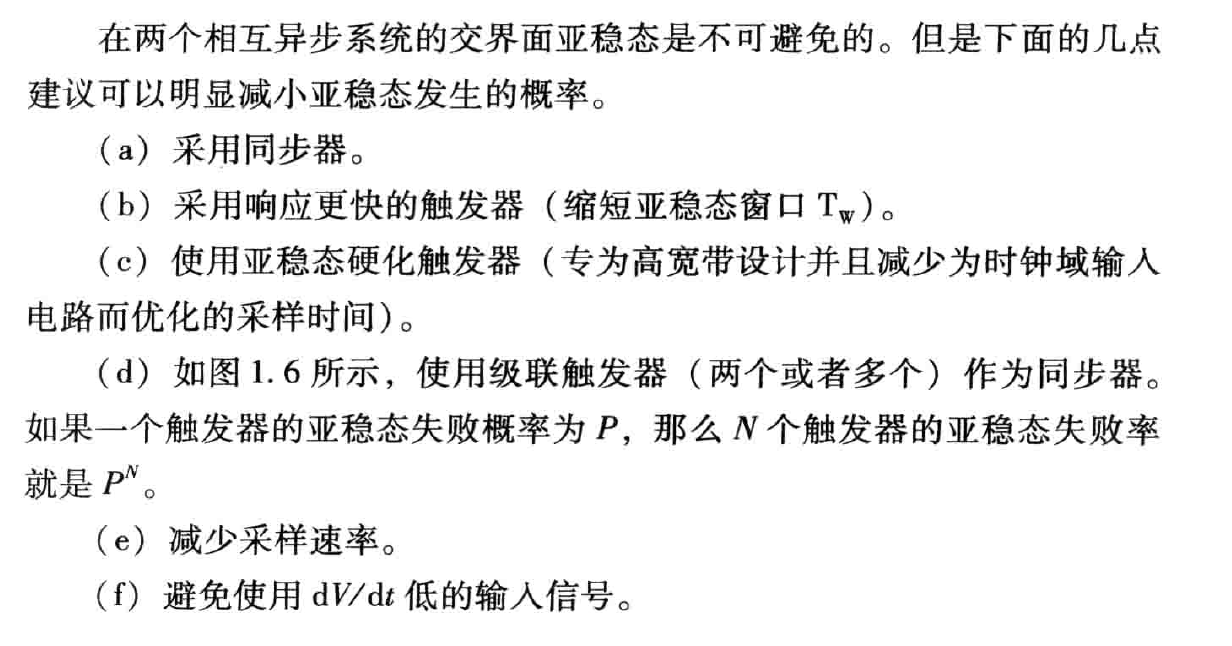 在两个相互异步系统的交界面亚稳态是不可避免的。但是下面的几点
建议可以明显减小亚稳态发生的概率。
(a) 采用同步器。
(b) 采用响应更快的触发器 (缩短亚稳态窗口 Tw)。
(c) 使用亚稳态硬化触发器 (专为高宽带设计并且减少为时钟域输入
电路而优化的采样时间)。
(d) 如图 1.6 所示, 使用级联触发器 (两个或者多个) 作为同步器。
如果一个触发器的亚稳态失败概率为 P, 那么 N 个触发器的亚稳态失败率
就是 P^N。
(e) 减少采样速率。
(f) 避免使用 dV/dt 低的输入信号。